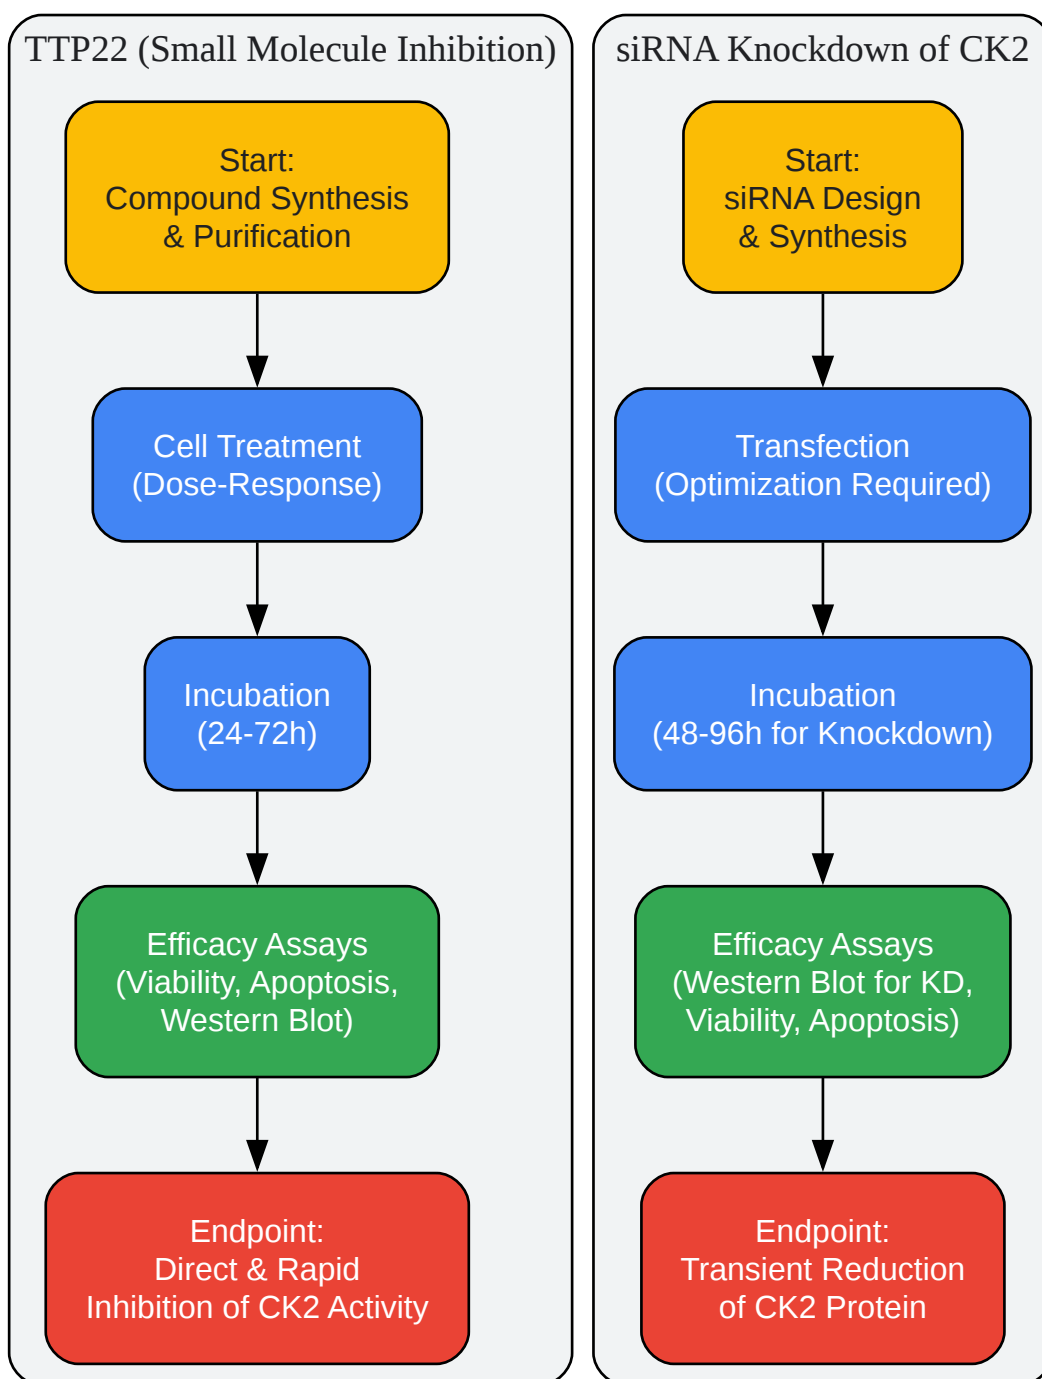 TTP22 (Small Molecule Inhibition)
Start:
Compound Synthesis
& Purification
Cell Treatment
(Dose-Response)
Incubation
(24-72h)
Efficacy Assays
(Viability, Apoptosis,
Western Blot)
Endpoint:
Direct & Rapid
Inhibition of CK2 Activity
siRNA Knockdown of CK2
Start:
siRNA Design
& Synthesis
Transfection
(Optimization Required)
Incubation
(48-96h for Knockdown)
Efficacy Assays
(Western Blot for KD,
Viability, Apoptosis)
Endpoint:
Transient Reduction
of CK2 Protein